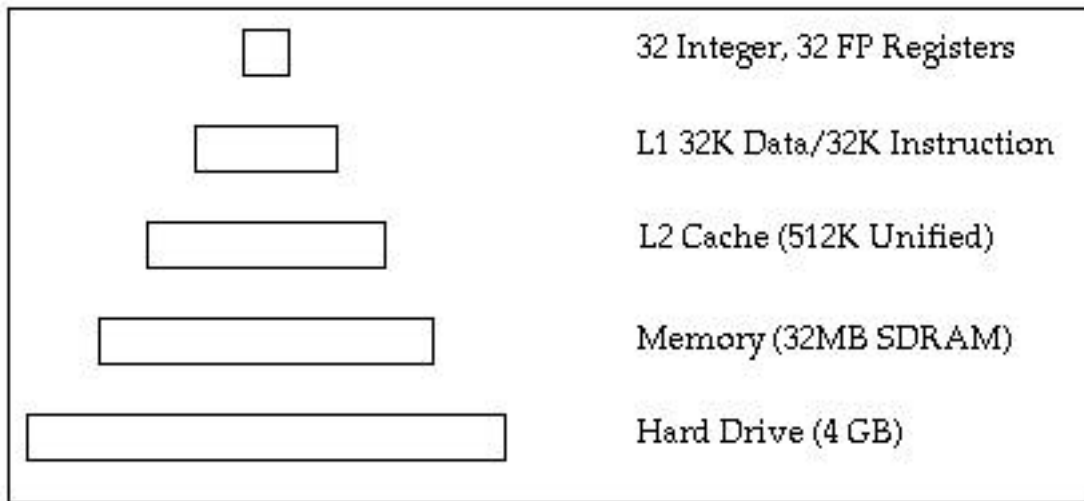 32 Integer, 32 FP Registers
L1 32K Data/32K Instruction
L2 Cache (512K Unified)
Memory (32MB SDRAM)
Hard Drive (4 GB)